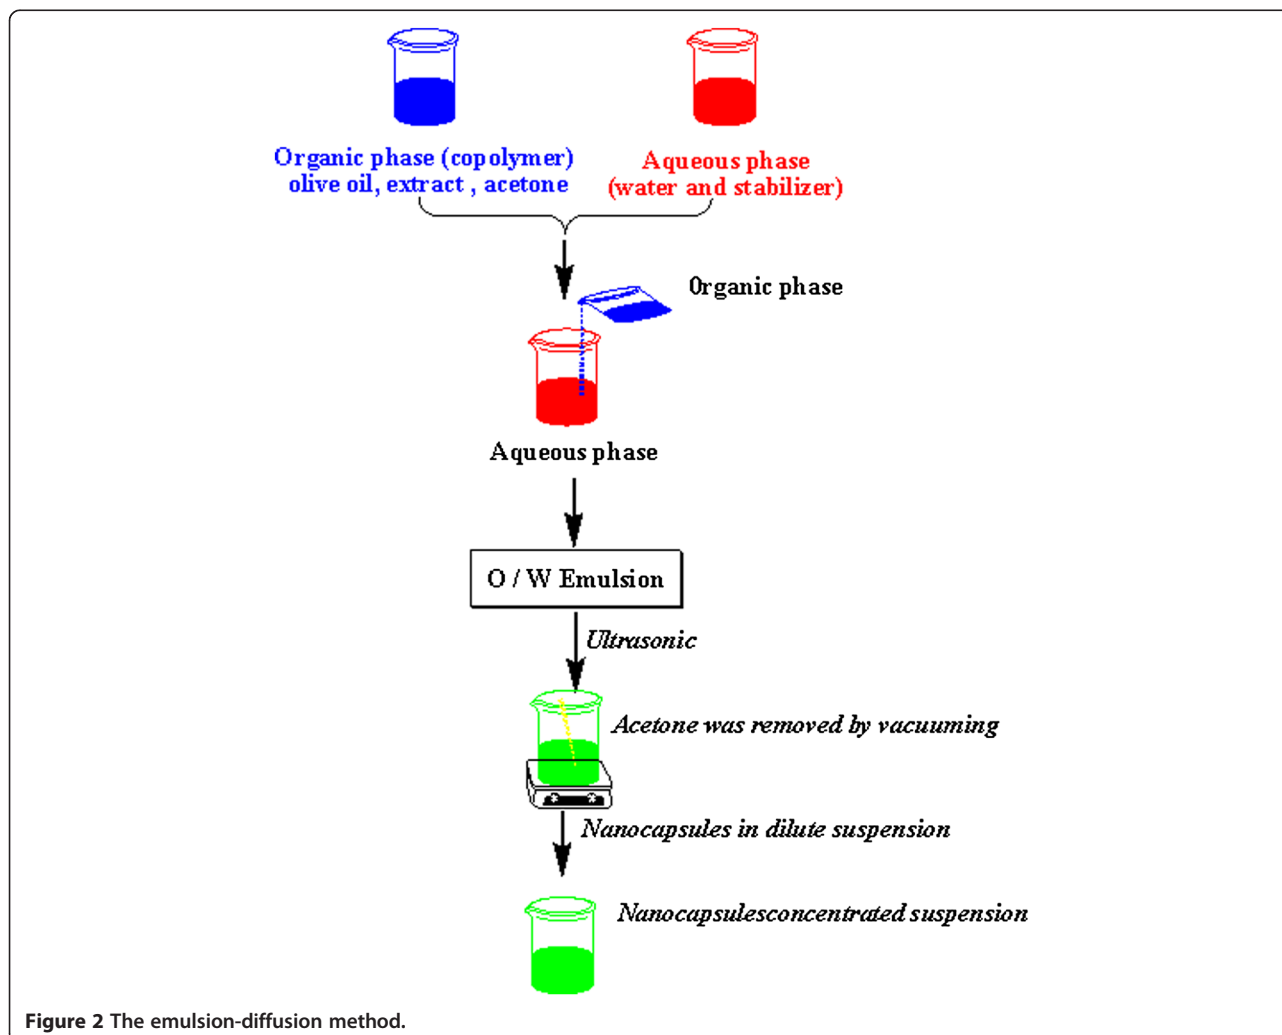 Organic phase (copolymer)
olive oil, extract , acetone
Aqueous phase
(water and stabilizer)
0rganic phase
Aqueous phase
O / W Emulsion
Ultrasonic
Acetone was removed by vacuuming
Nanocapsules in dilute suspension
Nanocapsulesconcentrated suspension
Figure 2 The emulsion-diffusion method.